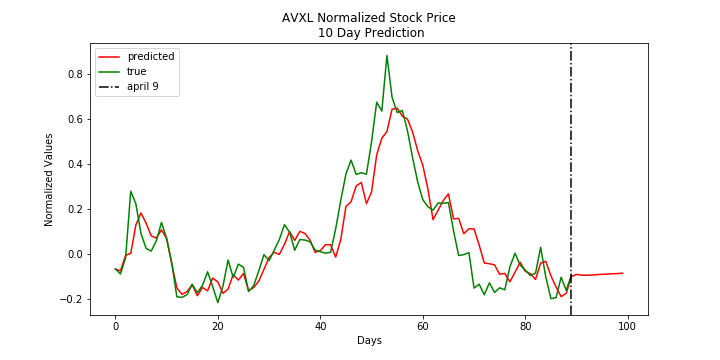 AVXL Normalized Stock Price
10 Day Prediction
predicted
true
april 9
Normalized Values
0.8
0.6
0.4
0.2
0.0
−0.2
0
20
40
60
80
100
Days